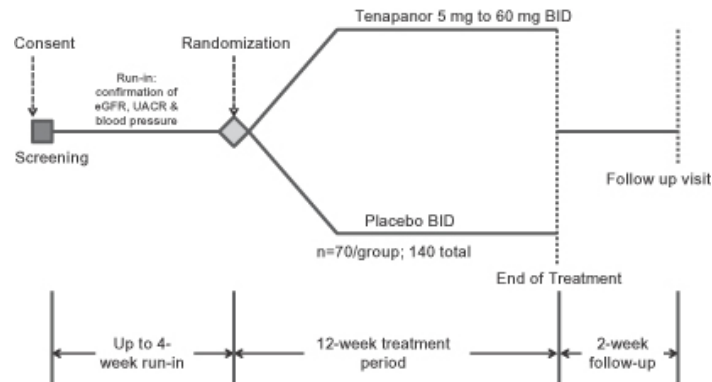 Tenapanor 5 mg to 60 mg BID
Consent
Randomization
Run-in:
confirmation of
eGFR, UACR &
blood pressure
Screening
Follow up visit
Placebo BID
n=70/group; 140 total
End of Treatment
Up to 4-
week run-in
12-week treatment
period
2-week
follow-up